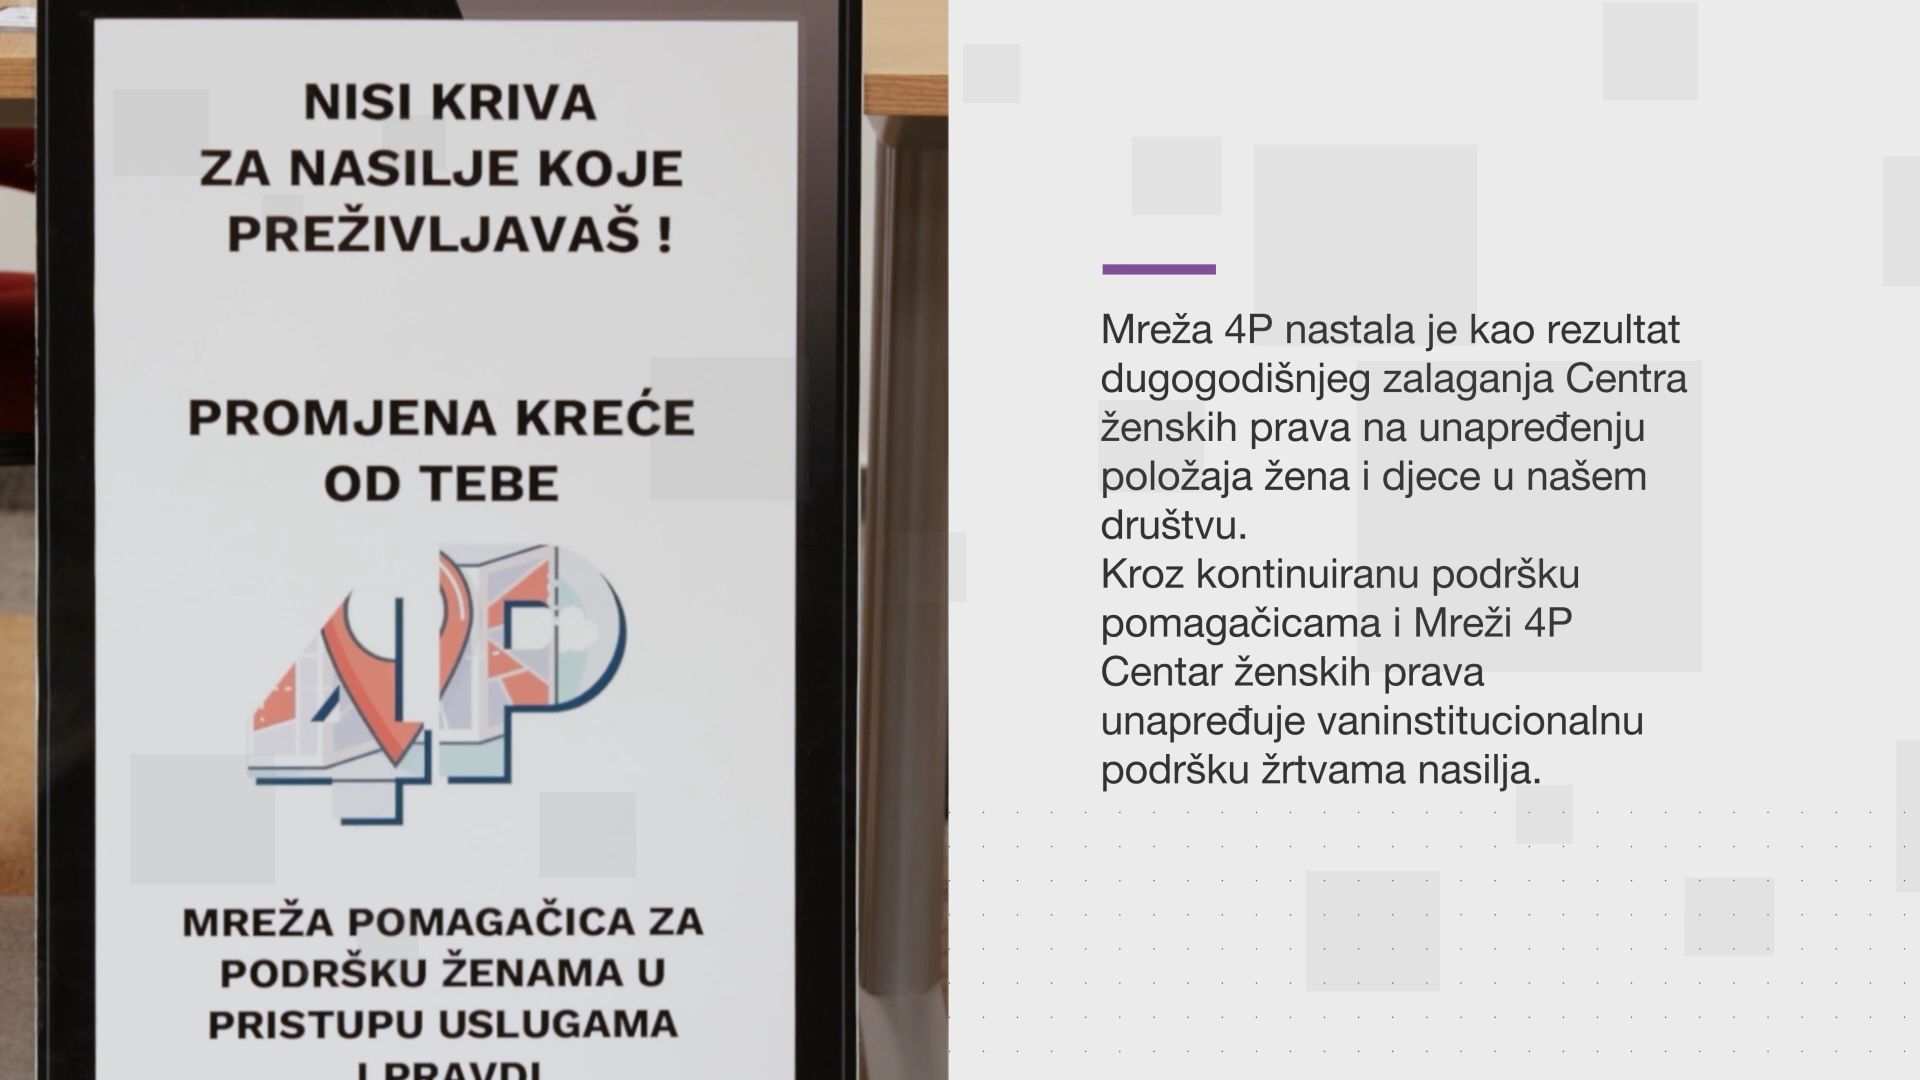 NISI KRIVA
ZA NASILJE KOJE
PREŽIVLJAVAŠ !
PROMJENA KREĆE
OD TEBE
4P
MREŽA POMAGAČICA ZA
PODRŠKU ŽENAMA U
PRISTUPU USLUGAMA
I PRAVDI
Mreža 4P nastala je kao rezultat
dugogodišnjeg zalaganja Centra
ženskih prava na unapređenju
položaja žena i djece u našem
društvu.
Kroz kontinuiranu podršku
pomagačicama i Mreži 4P
Centar ženskih prava
unapređuje vaninstitucionalnu
podršku žrtvama nasilja.